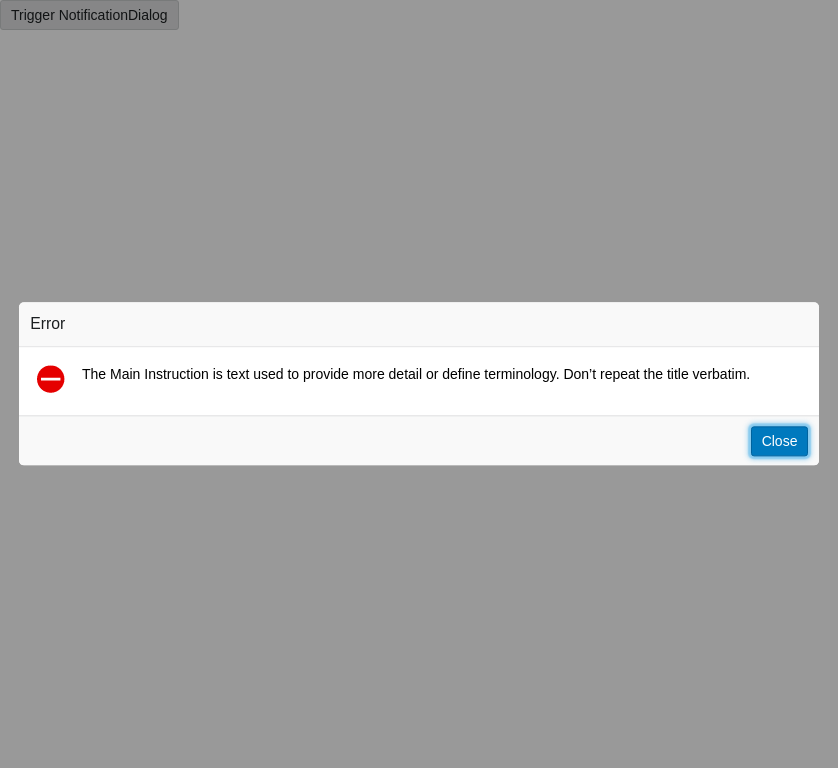 Trigger NotificationDialog
Error
The Main Instruction is text used to provide more detail or define terminology. Don’t repeat the title verbatim.
Close